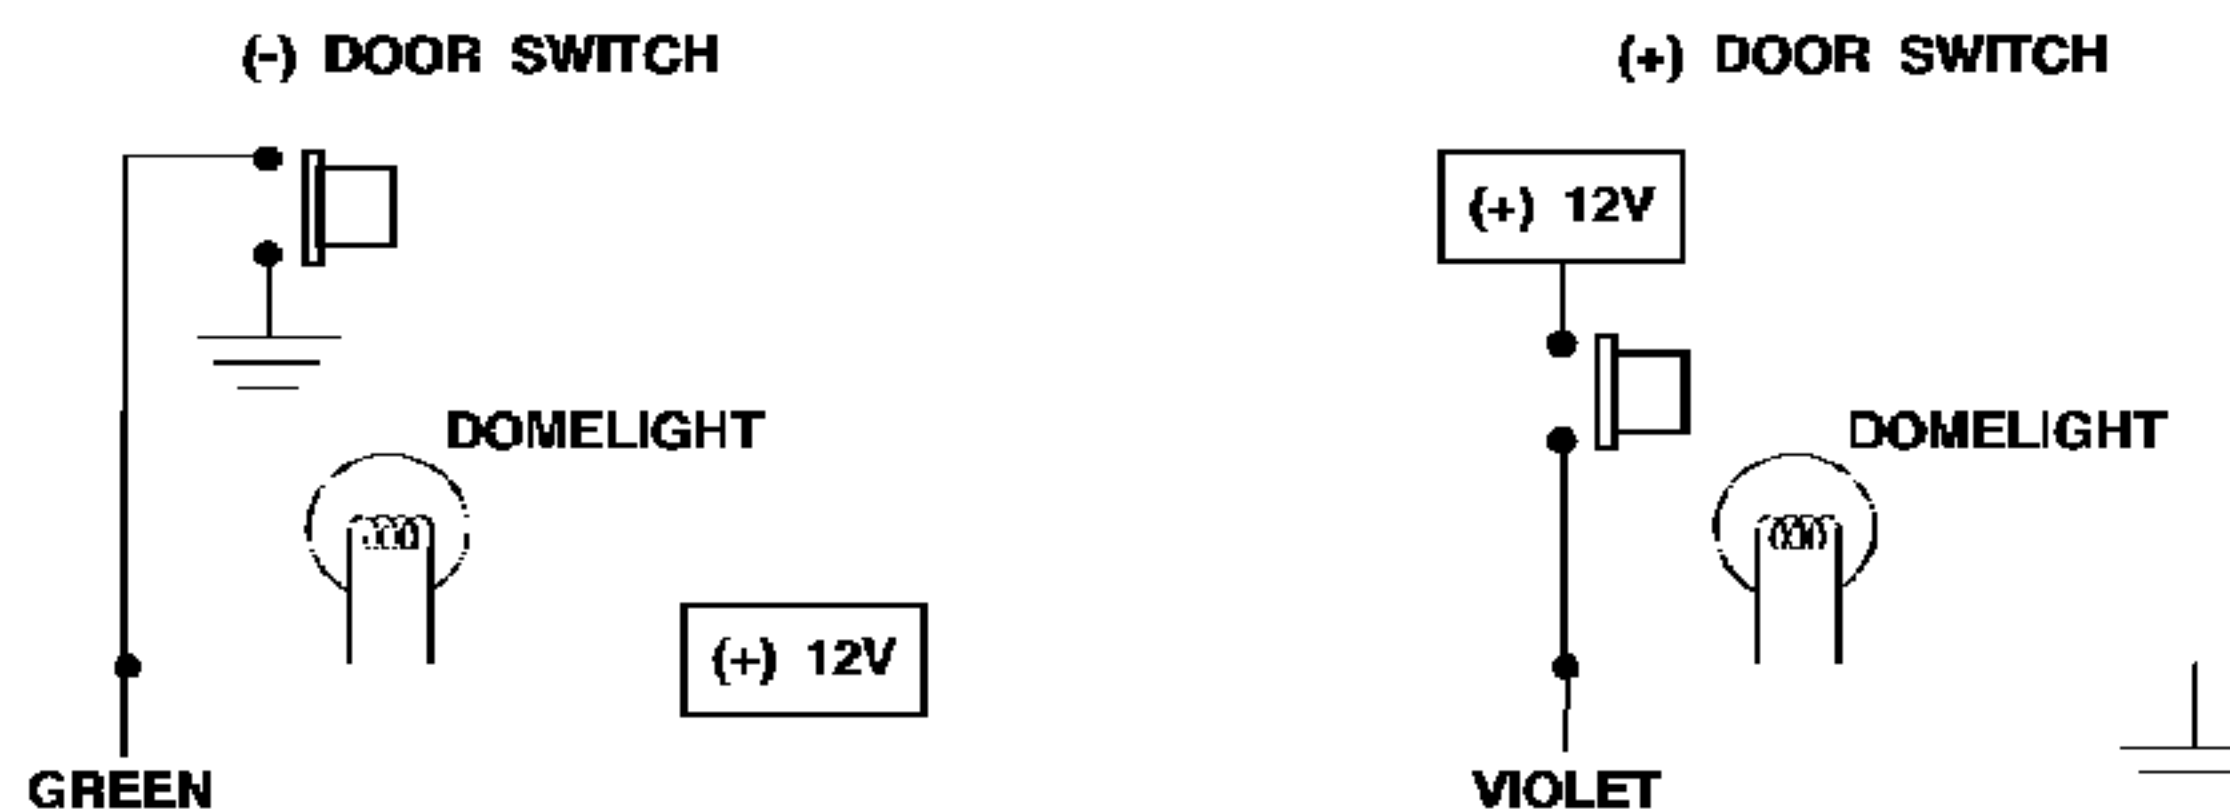 (-) DOOR SWITCH
(+) DOOR SWITCH
(+) 12V
DOMELIGHT
DOMELIGHT
(+) 12V
GREEN
VIOLET